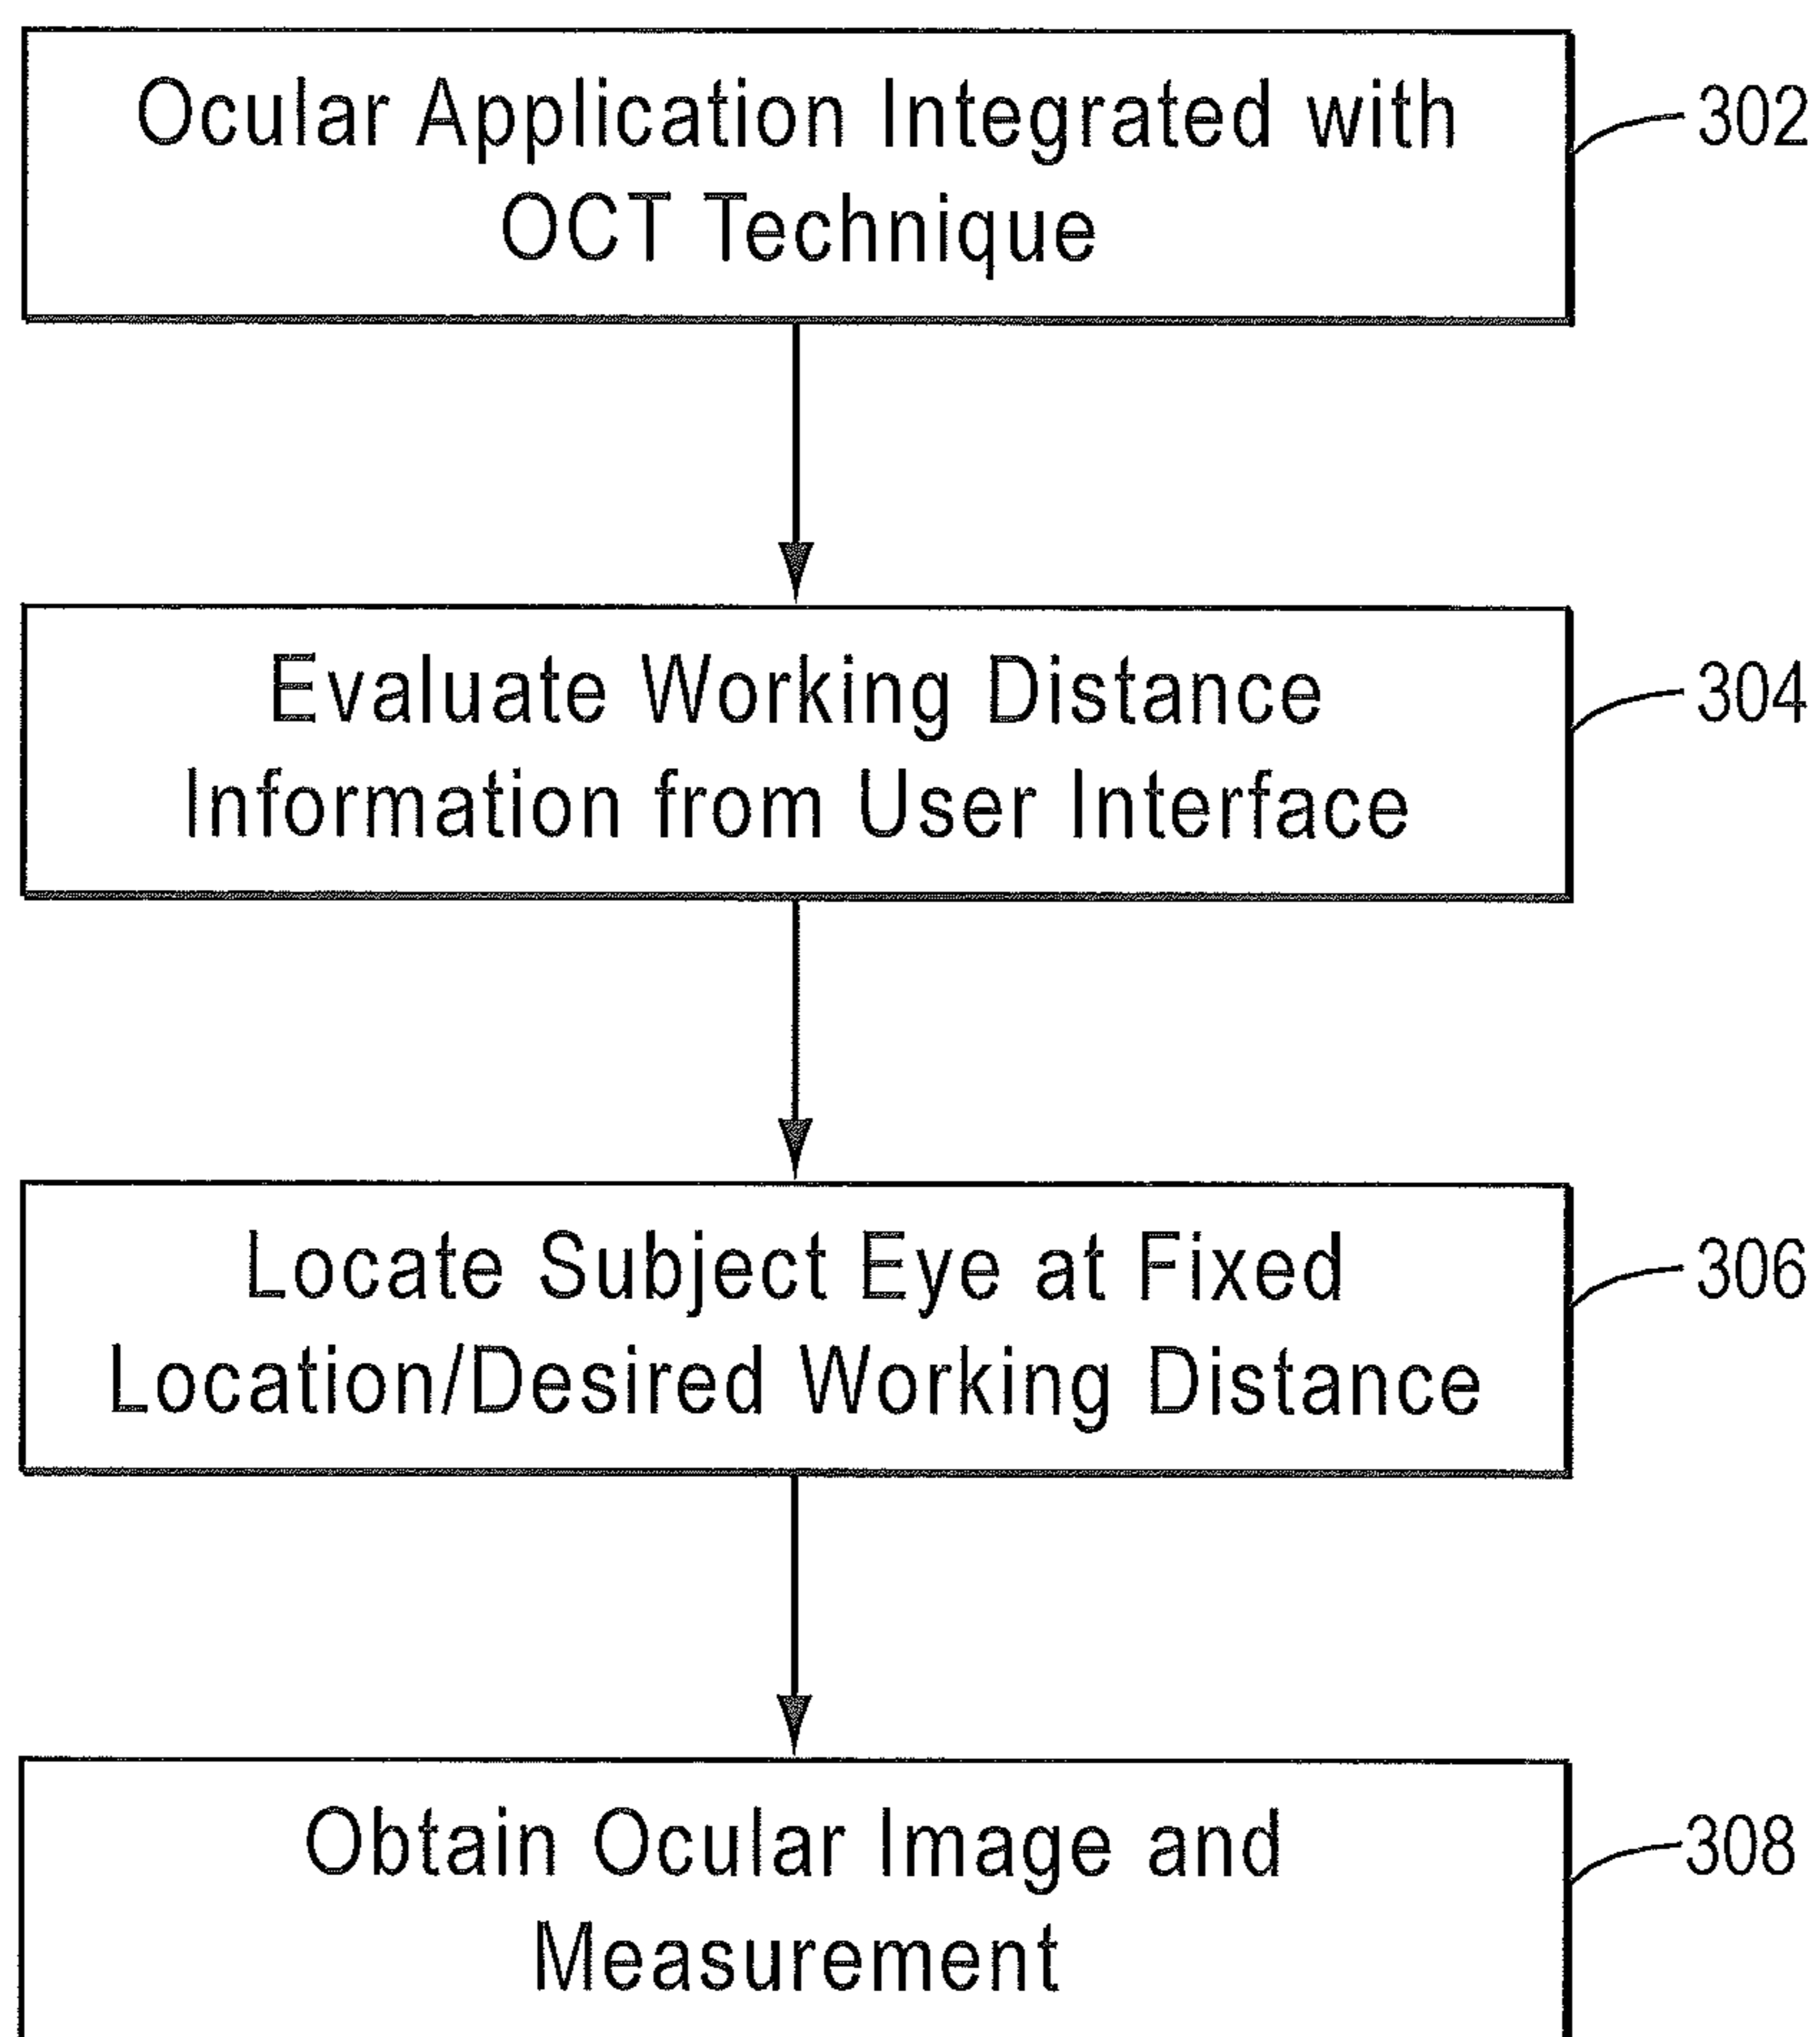 Ocular Application Integrated with
OCT Technique
302
Evaluate Working Distance
Information from User Interface
304
Locate Subject Eye at Fixed
Location/Desired Working Distance
306
Obtain Ocular Image and
Measurement
308